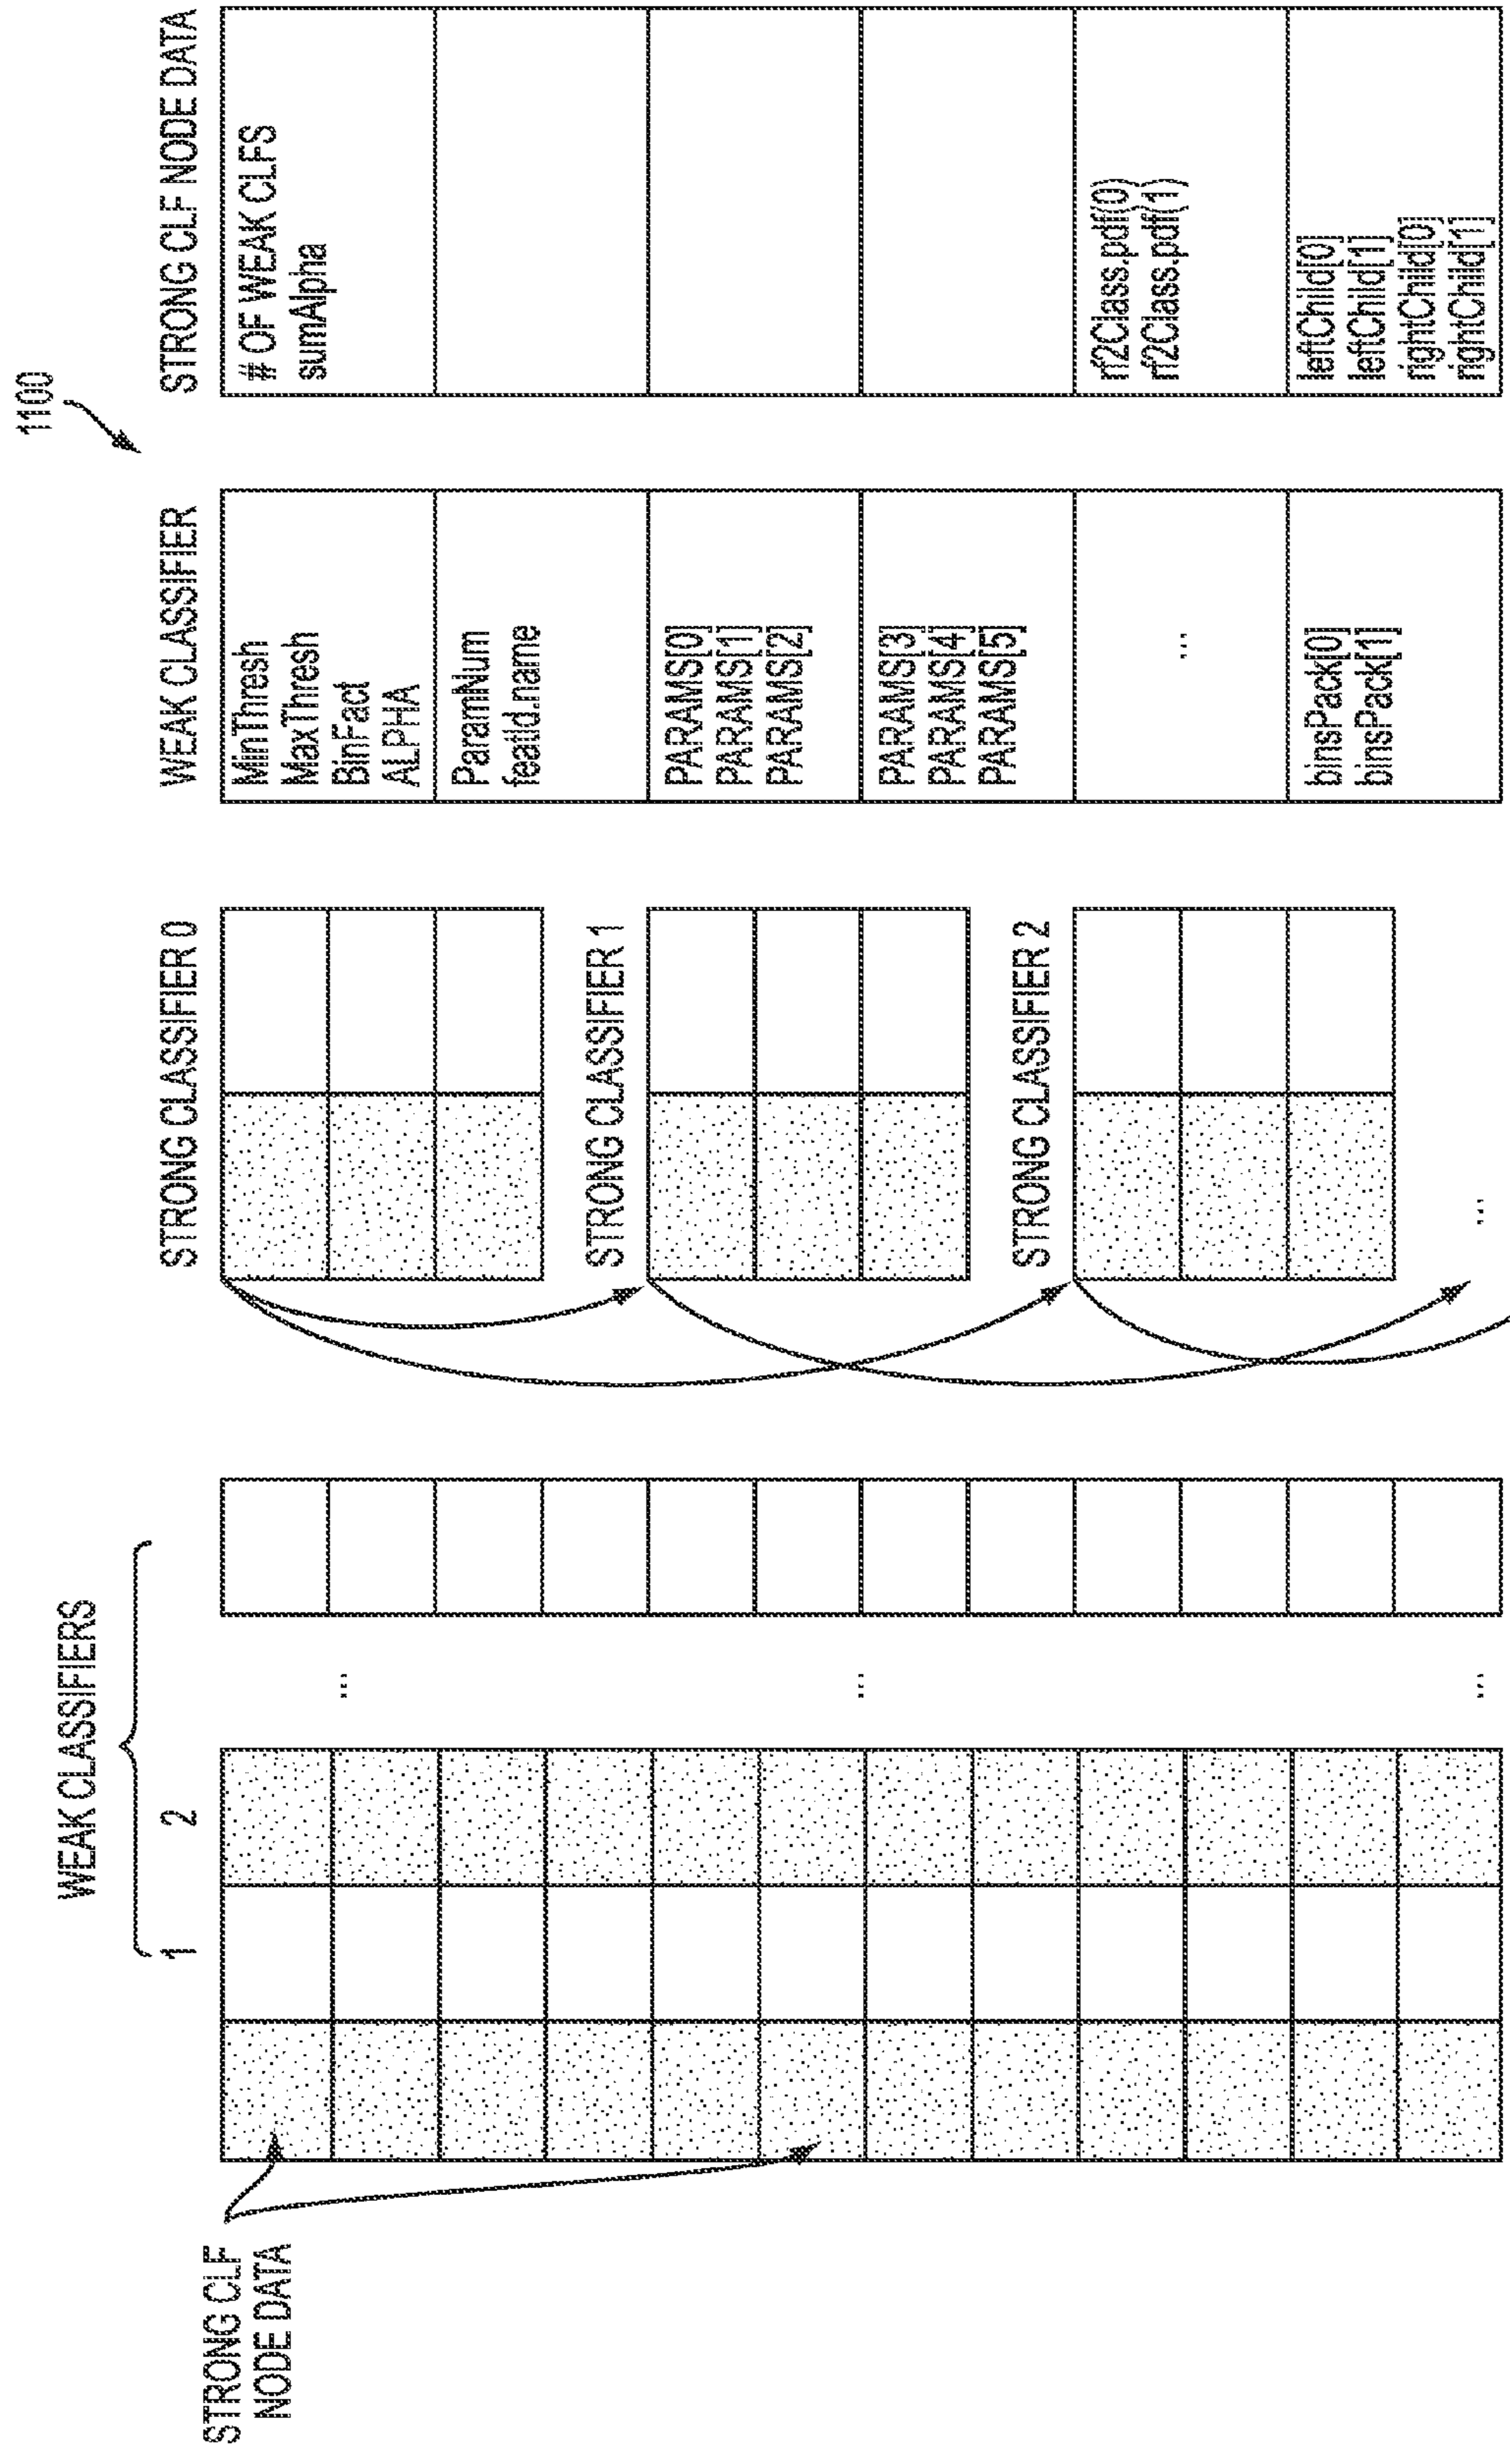 1100
WEAK CLASSIFIERS
1
2
STRONG CLF
NODE DATA
...
...
...
STRONG CLASSIFIER 0
STRONG CLASSIFIER 1
STRONG CLASSIFIER 2
...
WEAK CLASSIFIER
MinThresh
MaxThresh
BinFact
ALPHA
ParamNum
featId.name
PARAMS[0]
PARAMS[1]
PARAMS[2]
PARAMS[3]
PARAMS[4]
PARAMS[5]
...
binsPack[0]
binsPack[1]
STRONG CLF NODE DATA
# OF WEAK CLFS
sumAlpha
rf2Class.pdf(0)
rf2Class.pdf(1)
leftChild[0]
leftChild[1]
rightChild[0]
rightChild[1]